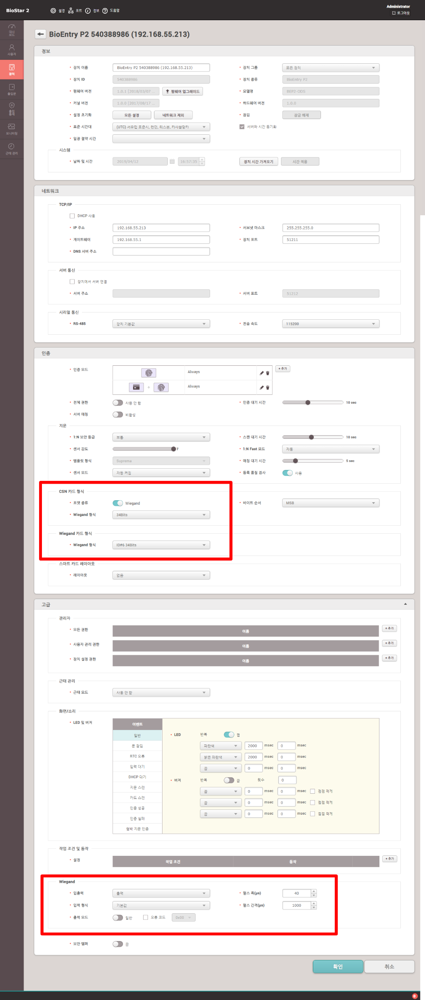 BioStar 2
설정 포트 정보 도움말
Administrator
로그아웃
대시
보드
사용자
장치
출입문
출입
통제
모니터링
근태 관리
BioEntry P2 540388986 (192.168.55.213)
정보
장치 이름 BioEntry P2 540388986 (192.168.55.213) 장치 그룹 모든 장치
장치 ID 540388986 장치 종류 BioEntry P2
펌웨어 버전 1.0.1 [2018/03/07 ... 펌웨어 업그레이드 모델명 BEP2-ODS
커널 버전 1.0.0 [2017/08/17 ... 하드웨어 버전 1.0.0
설정 초기화 모든 설정 네트워크 제외 잠김 잠금 해제
표준 시간대 (UTC) 서유럽 표준시, 런던, 리스본, 카사블랑카 서버와 시간 동기화
일광 절약 시간
시스템
날짜 및 시간 2019/04/12 16:57:35 장치 시간 가져오기 시간 적용
네트워크
TCP/IP
DHCP 사용
IP 주소 192.168.55.213 서브넷 마스크 255.255.255.0
게이트웨이 192.168.55.1 장치 포트 51211
DNS 서버 주소
서버 통신
장치에서 서버 연결
서버 주소 서버 포트 51212
시리얼 통신
RS-485 장치 기본값 전송 속도 115200
인증
인증 모드 Always + 추가
+ Always
전체 권한 사용 안 함 인증 대기 시간 10 sec
서버 매칭 비활성
지문
1:N 보안 등급 보통 스캔 대기 시간 10 sec
센서 감도 7 1:N Fast 모드 자동
템플릿 형식 Suprema 매칭 대기 시간 5 sec
센서 모드 자동 켜짐 등록 품질 검사 사용
CSN 카드 형식
포맷 종류 Wiegand 바이트 순서 MSB
Wiegand 형식 34Bits
Wiegand 카드 형식
Wiegand 형식 ID#6 34Bits
스마트 카드 레이아웃
레이아웃 없음
고급
관리자
모든 권한 이름 + 추가
사용자 관리 권한 이름 + 추가
장치 설정 권한 이름 + 추가
근태 관리
근태 모드 사용 안 함
화면/소리
LED 및 버저 이벤트
일반
문 잠김
RTC 오류
입력 대기
DHCP 대기
지문 스캔
카드 스캔
인증 성공
인증 실패
협박 지문 인증
LED 반복 켬
파란색 2000 msec 0 msec
밝은 파란색 2000 msec 0 msec
끔 0 msec 0 msec
버저 반복 끔 횟수 0
끔 0 msec 0 msec 점점 작게
끔 0 msec 0 msec 점점 작게
끔 0 msec 0 msec 점점 작게
작업 조건 및 동작
설정 작업 조건 동작 + 추가
Wiegand
입출력 출력 펄스 폭(µs) 40
입력 형식 기본값 펄스 간격(µs) 1000
출력 모드 일반 오류 코드 0x00
보안 템퍼 끔
확인 취소
0